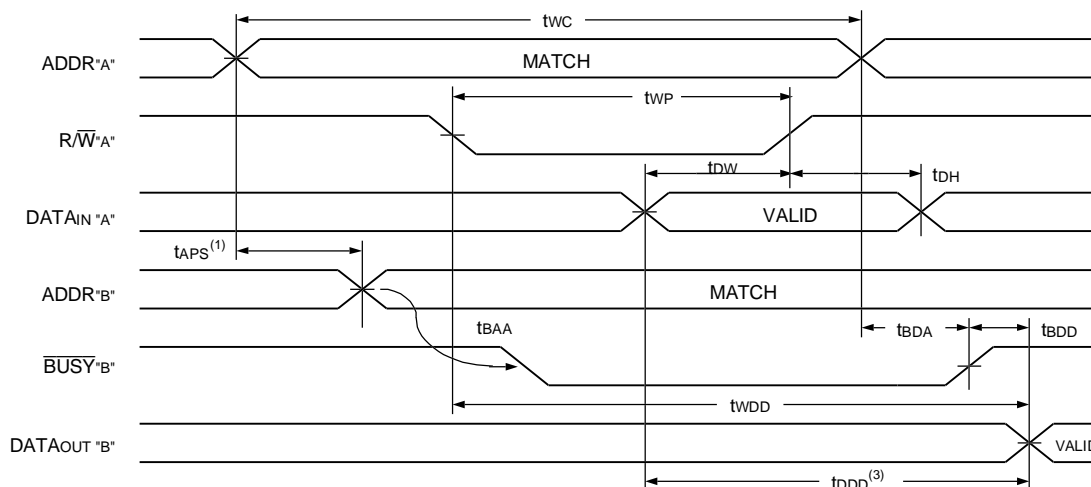 tWC
ADDR"A"
MATCH
tWP
R/W̅"A"
tDW
tDH
DATAIN "A"
VALID
tAPS(1)
ADDR"B"
MATCH
tBAA
tBDA
tBDD
B̅U̅S̅Y̅"B"
tWDD
DATAOUT "B"
VALID
tDDD(3)